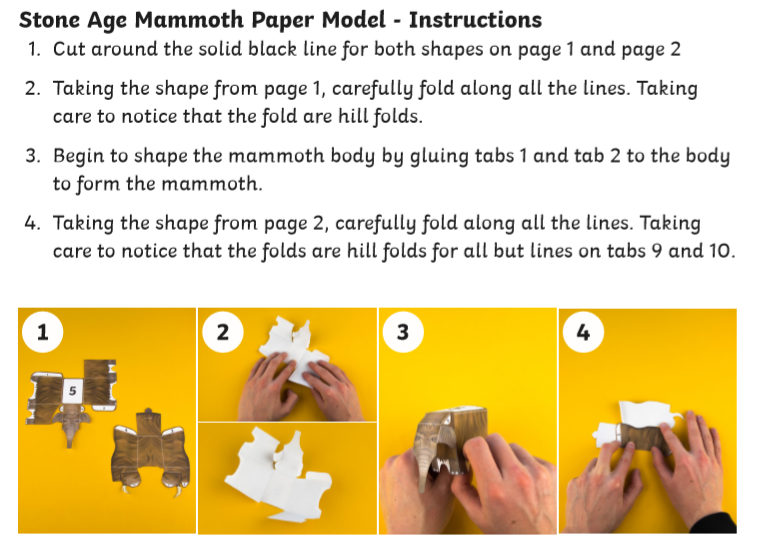 Stone Age Mammoth Paper Model - Instructions
1. Cut around the solid black line for both shapes on page 1 and page 2
2. Taking the shape from page 1, carefully fold along all the lines. Taking
care to notice that the fold are hill folds.
3. Begin to shape the mammoth body by gluing tabs 1 and tab 2 to the body
to form the mammoth.
4. Taking the shape from page 2, carefully fold along all the lines. Taking
care to notice that the folds are hill folds for all but lines on tabs 9 and 10.
1
2
3
4
5